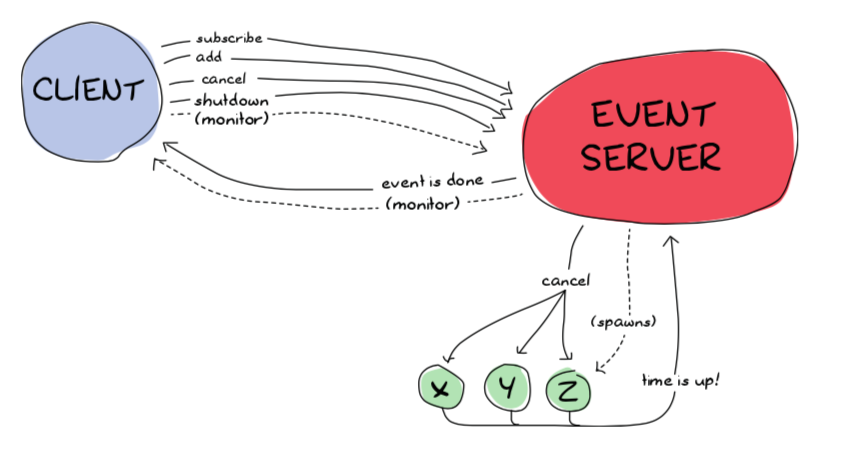 subscribe
add
CLIENT
cancel
shutdown
(monitor)
EVENT
SERVER
event is done
(monitor)
cancel
(spawns)
X
Y
Z
time is up!